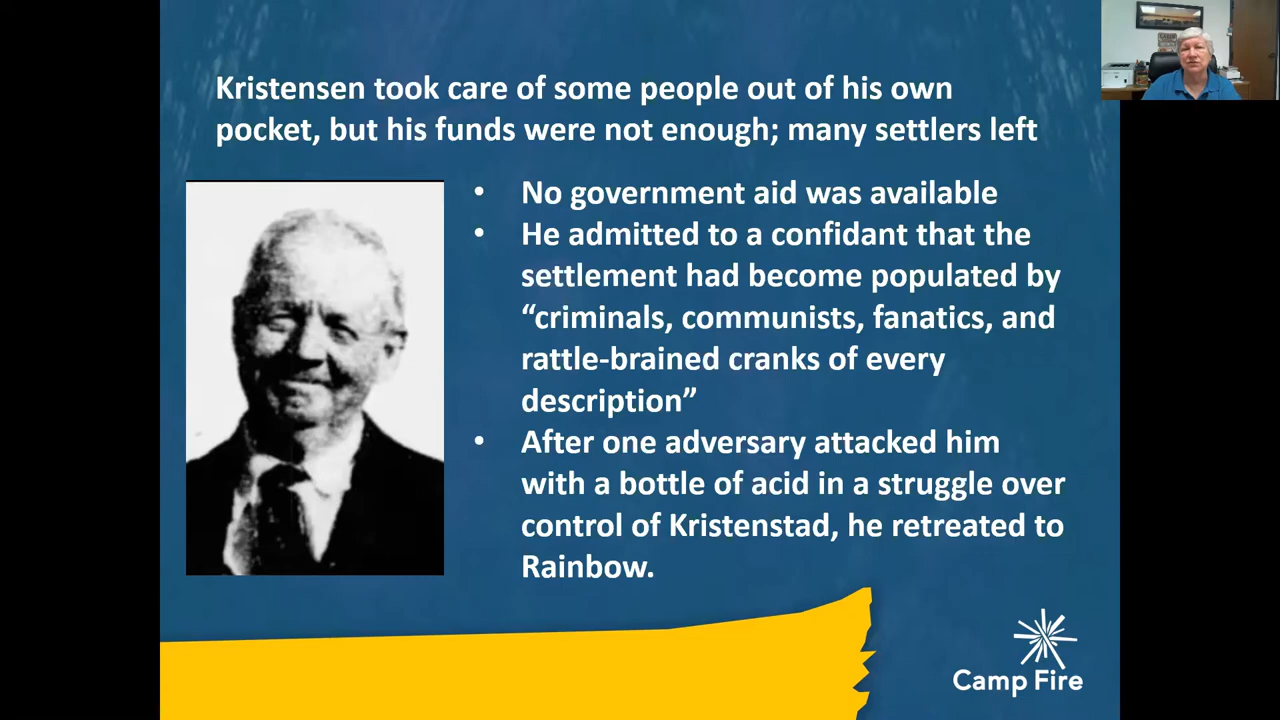 Kristensen took care of some people out of his own
pocket, but his funds were not enough; many settlers left
• No government aid was available
• He admitted to a confidant that the
settlement had become populated by
“criminals, communists, fanatics, and
rattle-brained cranks of every
description”
• After one adversary attacked him
with a bottle of acid in a struggle over
control of Kristenstad, he retreated to
Rainbow.
Camp Fire